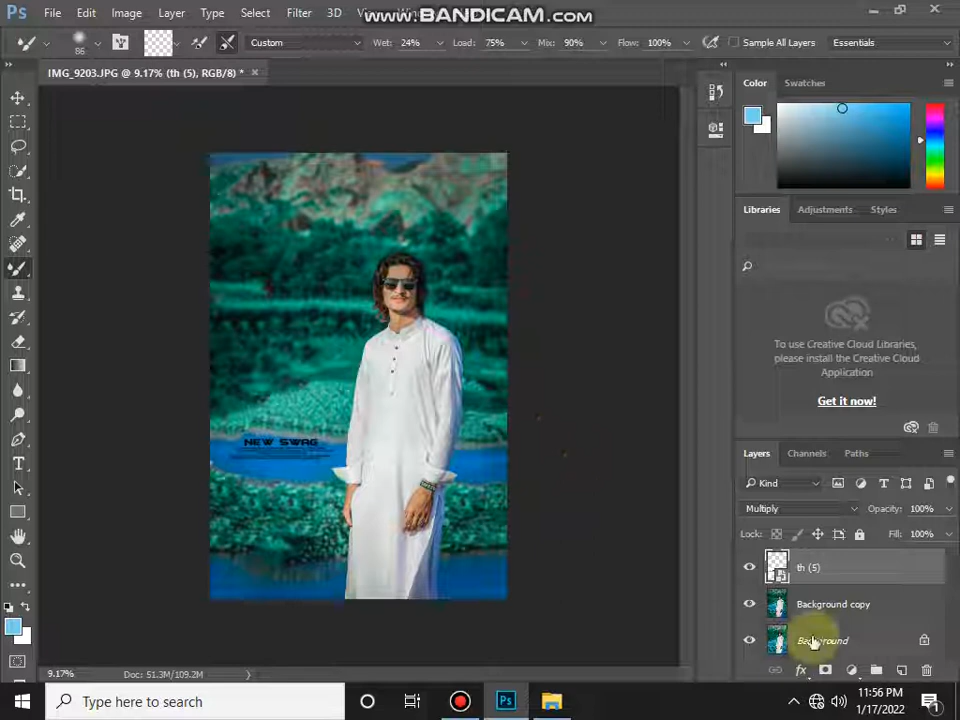 www.BANDICAM.com
Ps File Edit Image Layer Type Select Filter 3D
86 Custom Wet: 24% Load: 75% Mix: 90% Flow: 100% Sample All Layers Essentials
IMG_9203.JPG @ 9.17% (th (5), RGB/8) *
Color Swatches
Libraries Adjustments Styles
To use Creative Cloud Libraries,
please install the Creative Cloud
Application
Get it now!
NEW SWAG
Layers Channels Paths
Kind
Multiply Opacity: 100%
Lock: Fill: 100%
th (5)
Background copy
Background
fx
9.17% Doc: 51.3M/109.2M
Type here to search
Ps
11:56 PM
1/17/2022
1